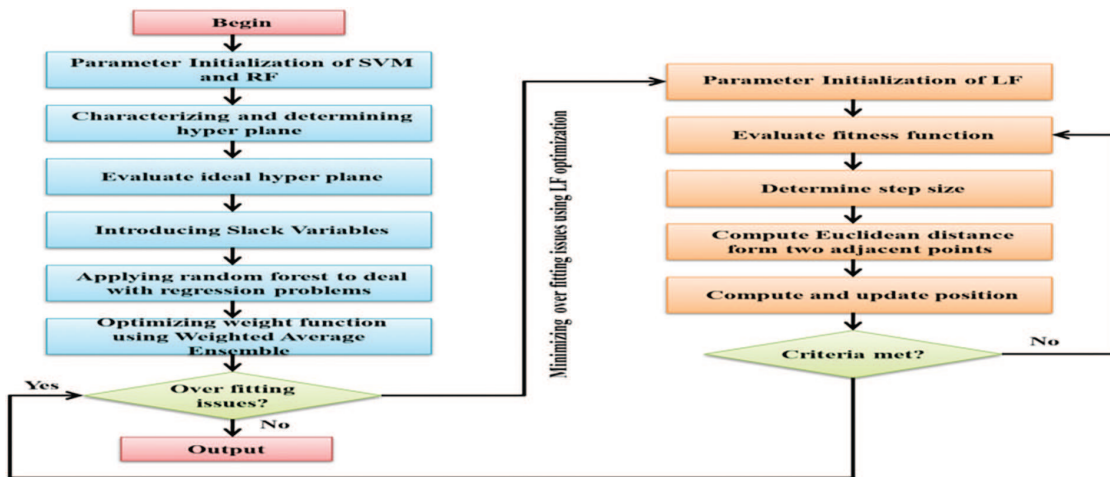 Begin
Parameter Initialization of SVM
and RF
Characterizing and determining
hyper plane
Evaluate ideal hyper plane
Introducing Slack Variables
Applying random forest to deal
with regression problems
Optimizing weight function
using Weighted Average
Ensemble
Yes
Over fitting
issues?
No
Output
Minimizing over fitting issues using LF optimization
Parameter Initialization of LF
Evaluate fitness function
Determine step size
Compute Euclidean distance
form two adjacent points
Compute and update position
Criteria met?
No